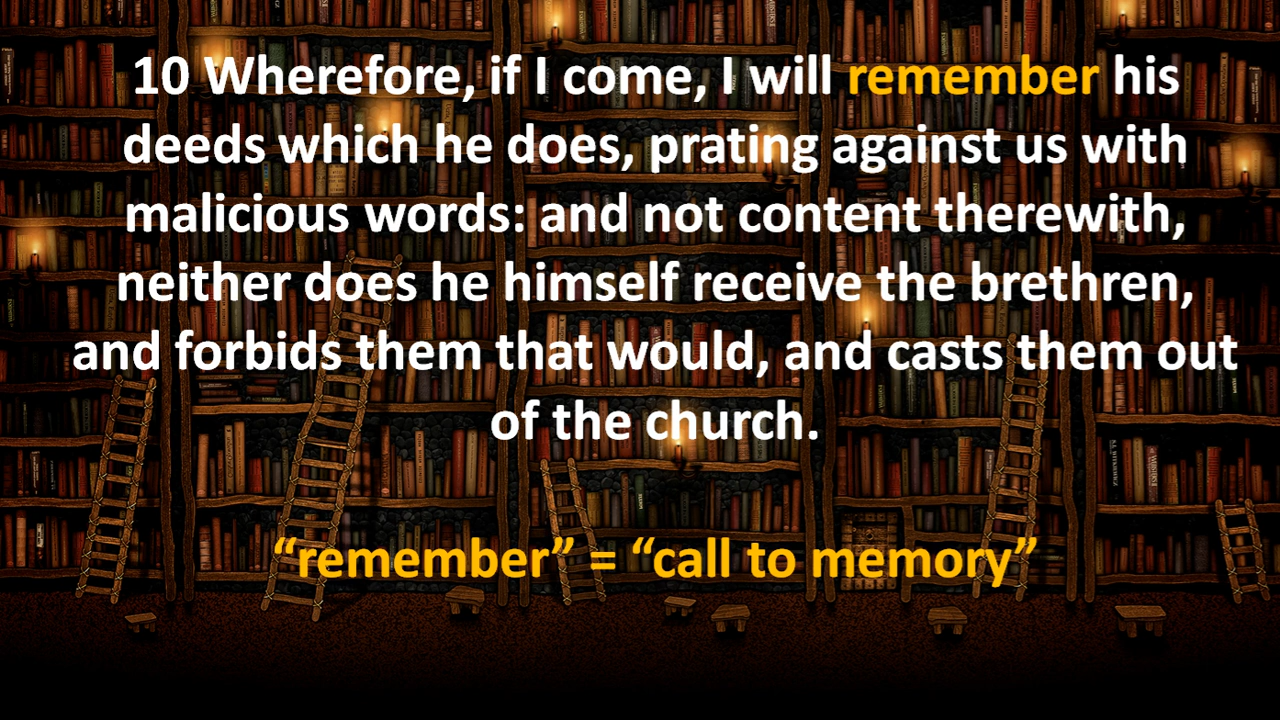 10 Wherefore, if I come, I will remember his
deeds which he does, prating against us with
malicious words: and not content therewith,
neither does he himself receive the brethren,
and forbids them that would, and casts them out
of the church.
“remember” = “call to memory”